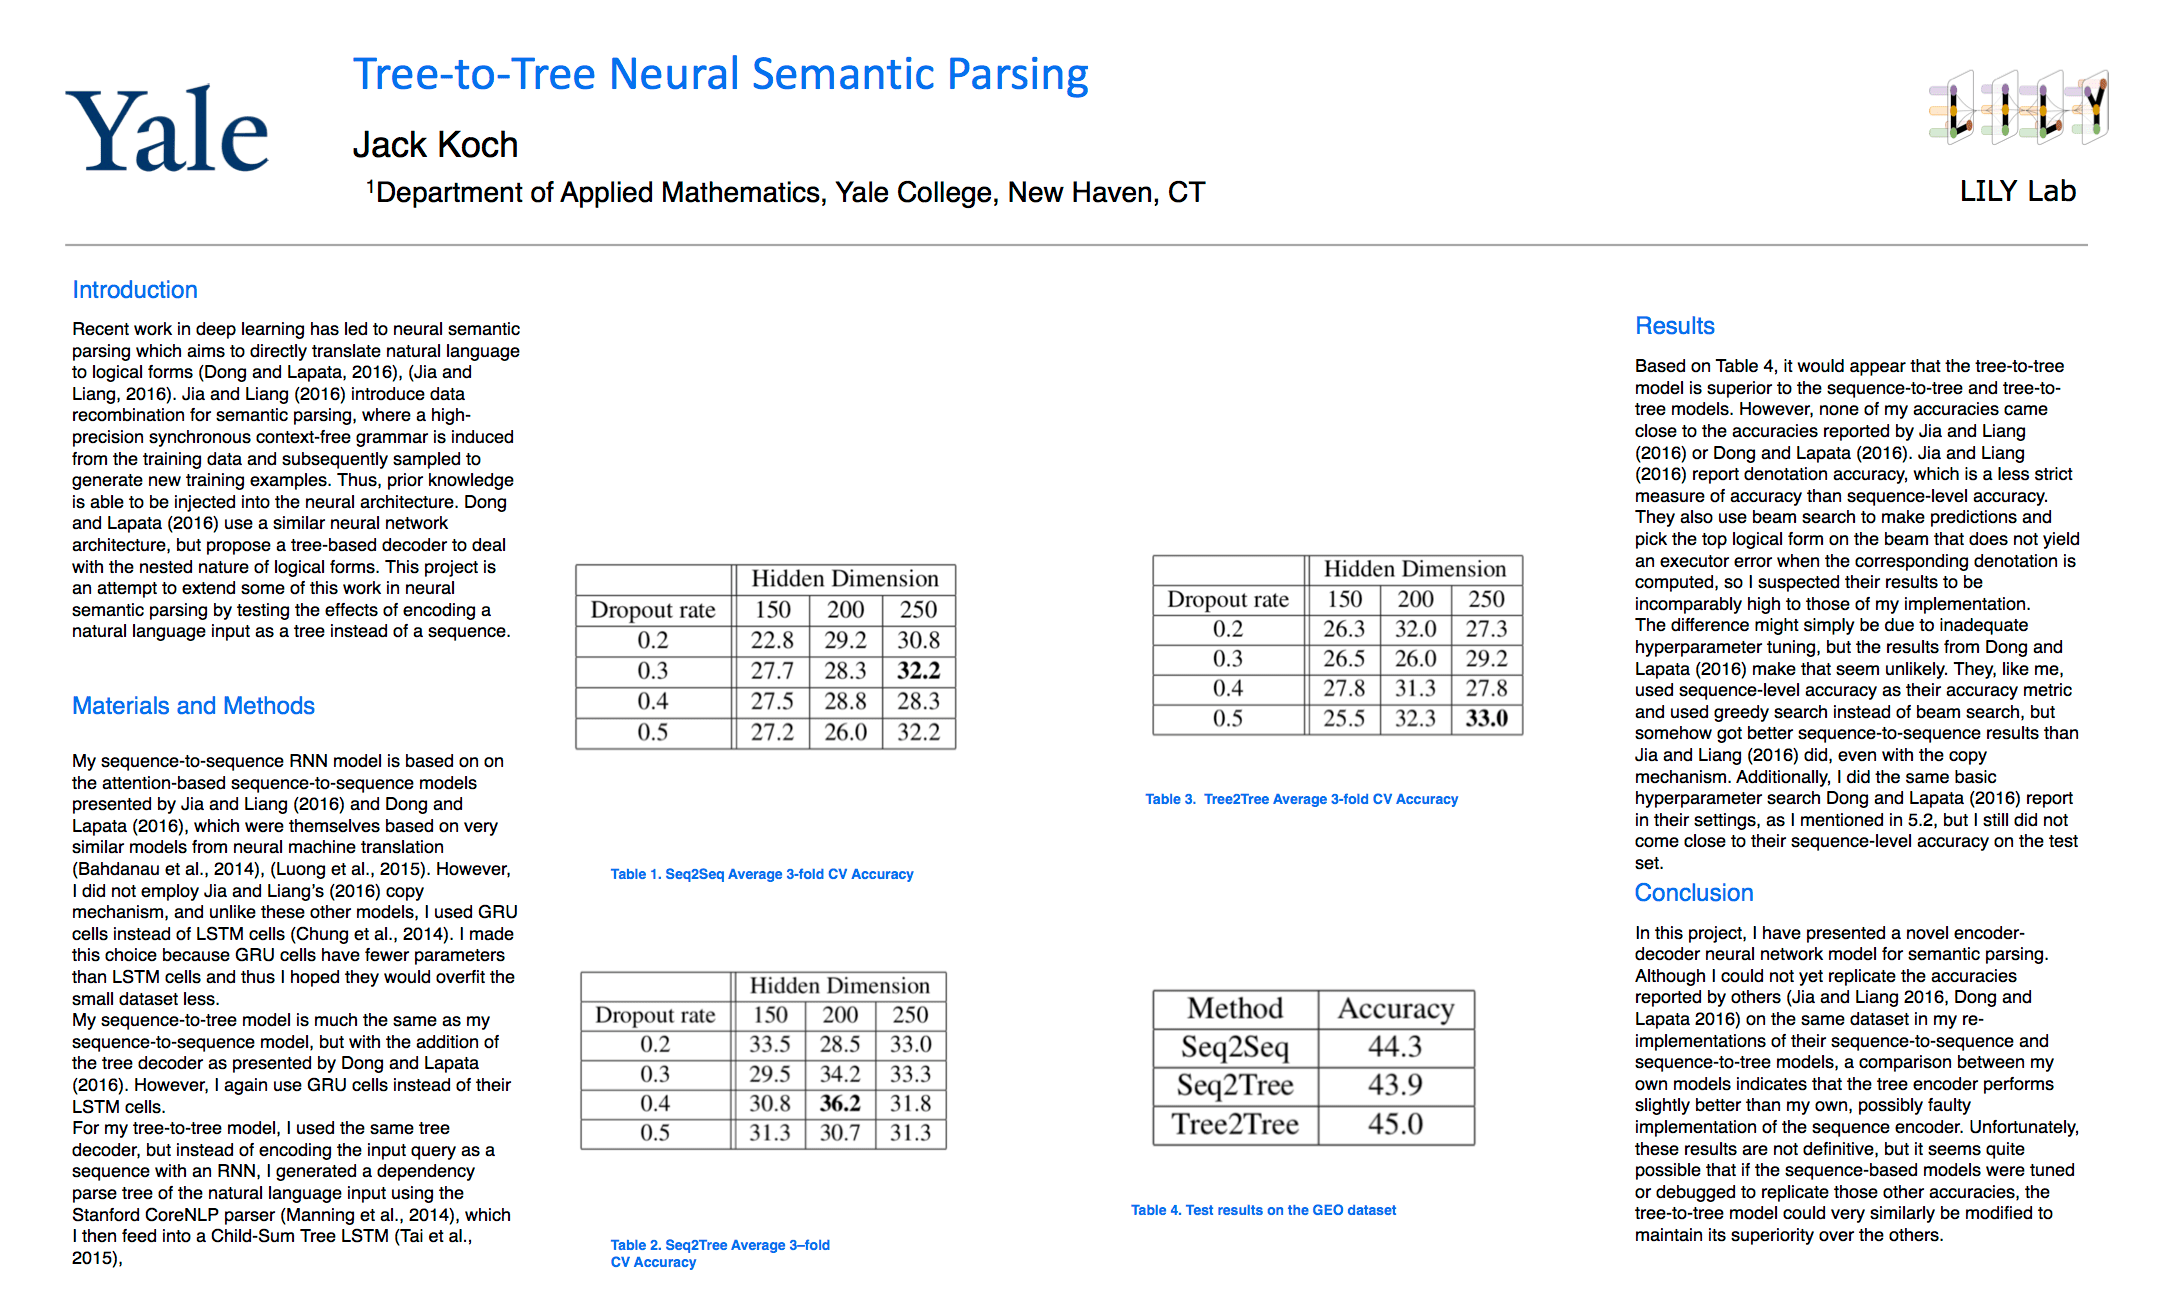 Yale
Tree-to-Tree Neural Semantic Parsing
Jack Koch
¹Department of Applied Mathematics, Yale College, New Haven, CT
LILY
LILY Lab
Introduction
Recent work in deep learning has led to neural semantic
parsing which aims to directly translate natural language
to logical forms (Dong and Lapata, 2016), (Jia and
Liang, 2016). Jia and Liang (2016) introduce data
recombination for semantic parsing, where a high-
precision synchronous context-free grammar is induced
from the training data and subsequently sampled to
generate new training examples. Thus, prior knowledge
is able to be injected into the neural architecture. Dong
and Lapata (2016) use a similar neural network
architecture, but propose a tree-based decoder to deal
with the nested nature of logical forms. This project is
an attempt to extend some of this work in neural
semantic parsing by testing the effects of encoding a
natural language input as a tree instead of a sequence.
Materials and Methods
My sequence-to-sequence RNN model is based on on
the attention-based sequence-to-sequence models
presented by Jia and Liang (2016) and Dong and
Lapata (2016), which were themselves based on very
similar models from neural machine translation
(Bahdanau et al., 2014), (Luong et al., 2015). However,
I did not employ Jia and Liang's (2016) copy
mechanism, and unlike these other models, I used GRU
cells instead of LSTM cells (Chung et al., 2014). I made
this choice because GRU cells have fewer parameters
than LSTM cells and thus I hoped they would overfit the
small dataset less.
My sequence-to-tree model is much the same as my
sequence-to-sequence model, but with the addition of
the tree decoder as presented by Dong and Lapata
(2016). However, I again use GRU cells instead of their
LSTM cells.
For my tree-to-tree model, I used the same tree
decoder, but instead of encoding the input query as a
sequence with an RNN, I generated a dependency
parse tree of the natural language input using the
Stanford CoreNLP parser (Manning et al., 2014), which
I then feed into a Child-Sum Tree LSTM (Tai et al.,
2015),
Hidden Dimension
Dropout rate 150 200 250
0.2 22.8 29.2 30.8
0.3 27.7 28.3 32.2
0.4 27.5 28.8 28.3
0.5 27.2 26.0 32.2
Table 1. Seq2Seq Average 3-fold CV Accuracy
Hidden Dimension
Dropout rate 150 200 250
0.2 33.5 28.5 33.0
0.3 29.5 34.2 33.3
0.4 30.8 36.2 31.8
0.5 31.3 30.7 31.3
Table 2. Seq2Tree Average 3–fold
CV Accuracy
Hidden Dimension
Dropout rate 150 200 250
0.2 26.3 32.0 27.3
0.3 26.5 26.0 29.2
0.4 27.8 31.3 27.8
0.5 25.5 32.3 33.0
Table 3. Tree2Tree Average 3-fold CV Accuracy
Method Accuracy
Seq2Seq 44.3
Seq2Tree 43.9
Tree2Tree 45.0
Table 4. Test results on the GEO dataset
Results
Based on Table 4, it would appear that the tree-to-tree
model is superior to the sequence-to-tree and tree-to-
tree models. However, none of my accuracies came
close to the accuracies reported by Jia and Liang
(2016) or Dong and Lapata (2016). Jia and Liang
(2016) report denotation accuracy, which is a less strict
measure of accuracy than sequence-level accuracy.
They also use beam search to make predictions and
pick the top logical form on the beam that does not yield
an executor error when the corresponding denotation is
computed, so I suspected their results to be
incomparably high to those of my implementation.
The difference might simply be due to inadequate
hyperparameter tuning, but the results from Dong and
Lapata (2016) make that seem unlikely. They, like me,
used sequence-level accuracy as their accuracy metric
and used greedy search instead of beam search, but
somehow got better sequence-to-sequence results than
Jia and Liang (2016) did, even with the copy
mechanism. Additionally, I did the same basic
hyperparameter search Dong and Lapata (2016) report
in their settings, as I mentioned in 5.2, but I still did not
come close to their sequence-level accuracy on the test
set.
Conclusion
In this project, I have presented a novel encoder-
decoder neural network model for semantic parsing.
Although I could not yet replicate the accuracies
reported by others (Jia and Liang 2016, Dong and
Lapata 2016) on the same dataset in my re-
implementations of their sequence-to-sequence and
sequence-to-tree models, a comparison between my
own models indicates that the tree encoder performs
slightly better than my own, possibly faulty
implementation of the sequence encoder. Unfortunately,
these results are not definitive, but it seems quite
possible that if the sequence-based models were tuned
or debugged to replicate those other accuracies, the
tree-to-tree model could very similarly be modified to
maintain its superiority over the others.